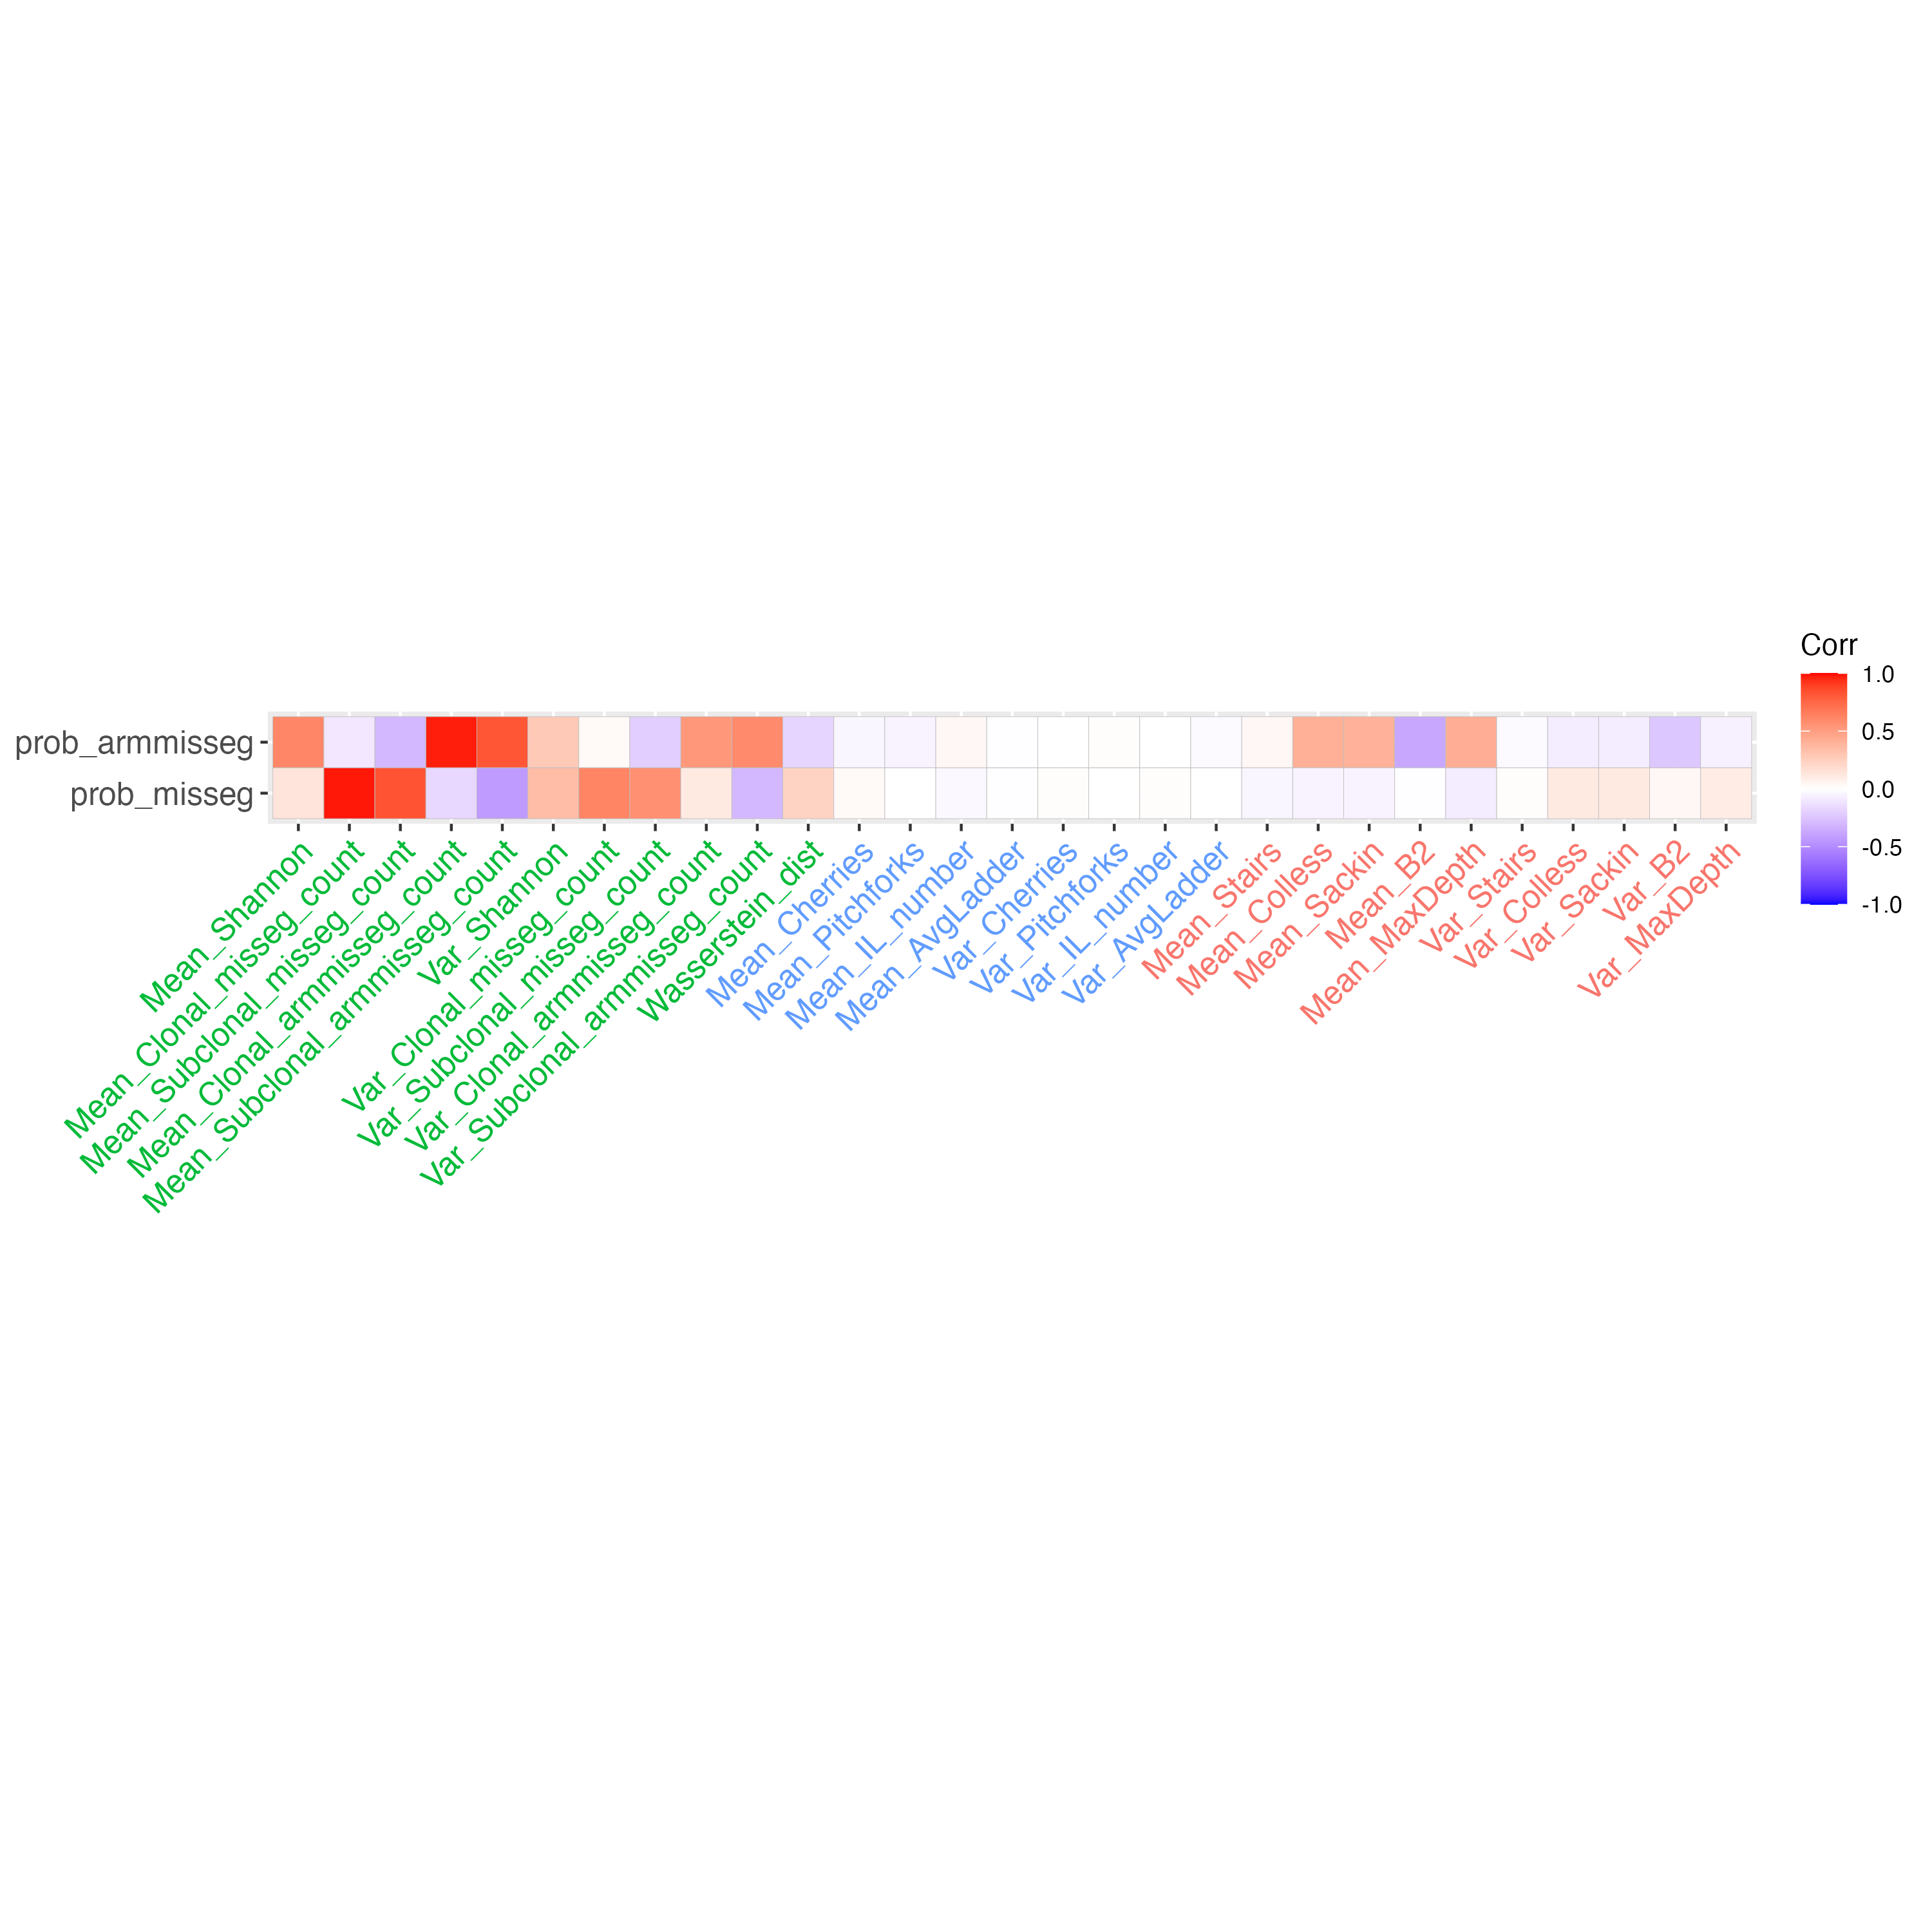 Corr
1.0
0.5
0.0
-0.5
-1.0
prob_armmisseg
prob_misseg
Mean_Shannon
Mean_Clonal_misseg_count
Mean_Subclonal_misseg_count
Mean_Clonal_armmisseg_count
Mean_Subclonal_armmisseg_count
Var_Shannon
Var_Clonal_misseg_count
Var_Subclonal_misseg_count
Var_Clonal_armmisseg_count
Var_Subclonal_armmisseg_count
Wasserstein_dist
Mean_Cherries
Mean_Pitchforks
Mean_IL_number
Mean_AvgLadder
Var_Cherries
Var_Pitchforks
Var_IL_number
Var_AvgLadder
Mean_Stairs
Mean_Colless
Mean_Sackin
Mean_B2
Mean_MaxDepth
Var_Stairs
Var_Colless
Var_Sackin
Var_B2
Var_MaxDepth